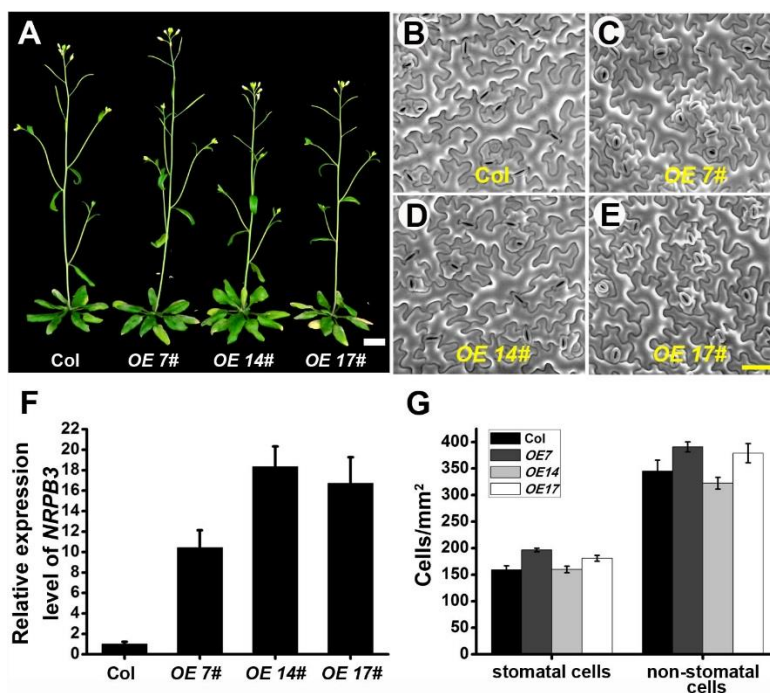 A
Col
OE 7#
OE 14#
OE 17#
B
Col
C
OE 7#
D
OE 14#
E
OE 17#
F
Relative expression
level of NRPB3
22
20
18
16
14
12
10
8
6
4
2
0
Col
OE 7#
OE 14#
OE 17#
G
Col
OE7
OE14
OE17
Cells/mm²
400
350
300
250
200
150
100
50
0
stomatal cells
non-stomatal
cells